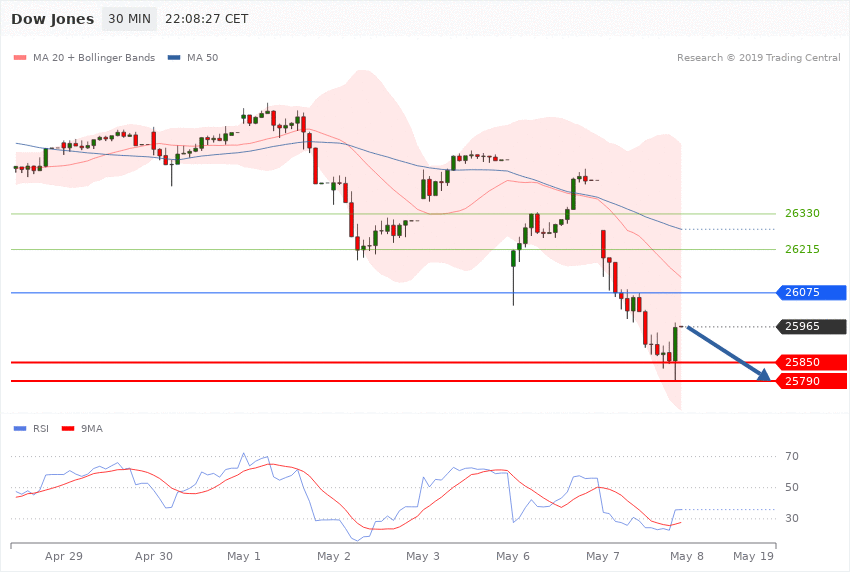 Dow Jones 30 MIN 22:08:27 CET
MA 20 + Bollinger Bands MA 50 Research © 2019 Trading Central
26330
26215
26075
25965
25850
25790
RSI 9MA
70
50
30
Apr 29 Apr 30 May 1 May 2 May 3 May 6 May 7 May 8 May 19